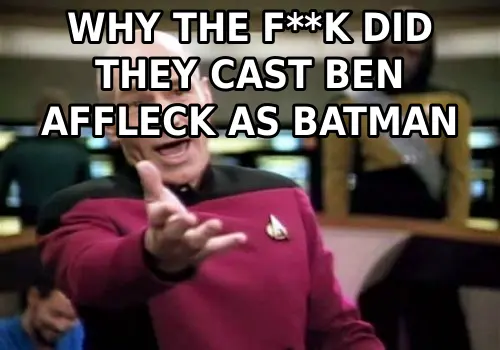 WHY THE F**K DID
THEY CAST BEN
AFFLECK AS BATMAN